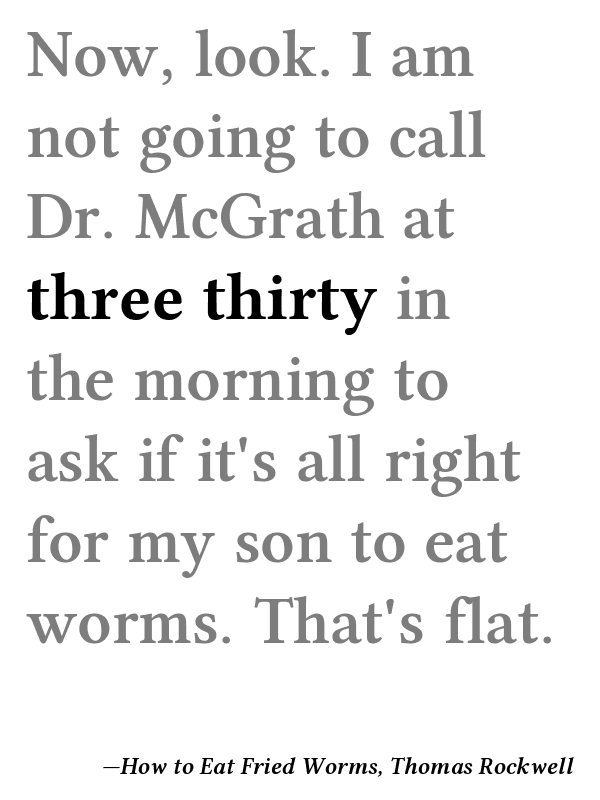 Now, look. I am
not going to call
Dr. McGrath at
three thirty in
the morning to
ask if it's all right
for my son to eat
worms. That's flat.
—How to Eat Fried Worms, Thomas Rockwell